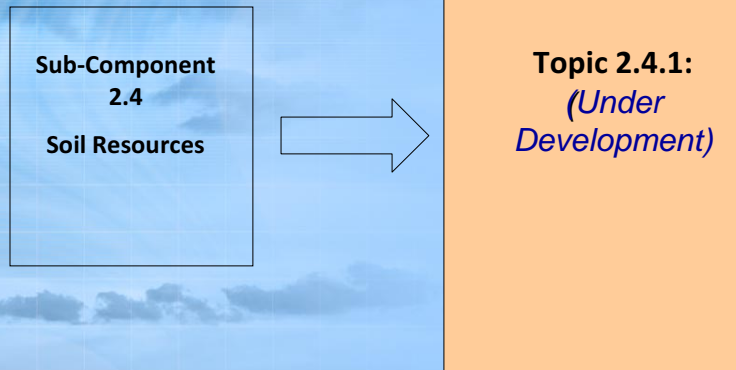 Sub-Component
2.4
Soil Resources
Topic 2.4.1:
(Under
Development)